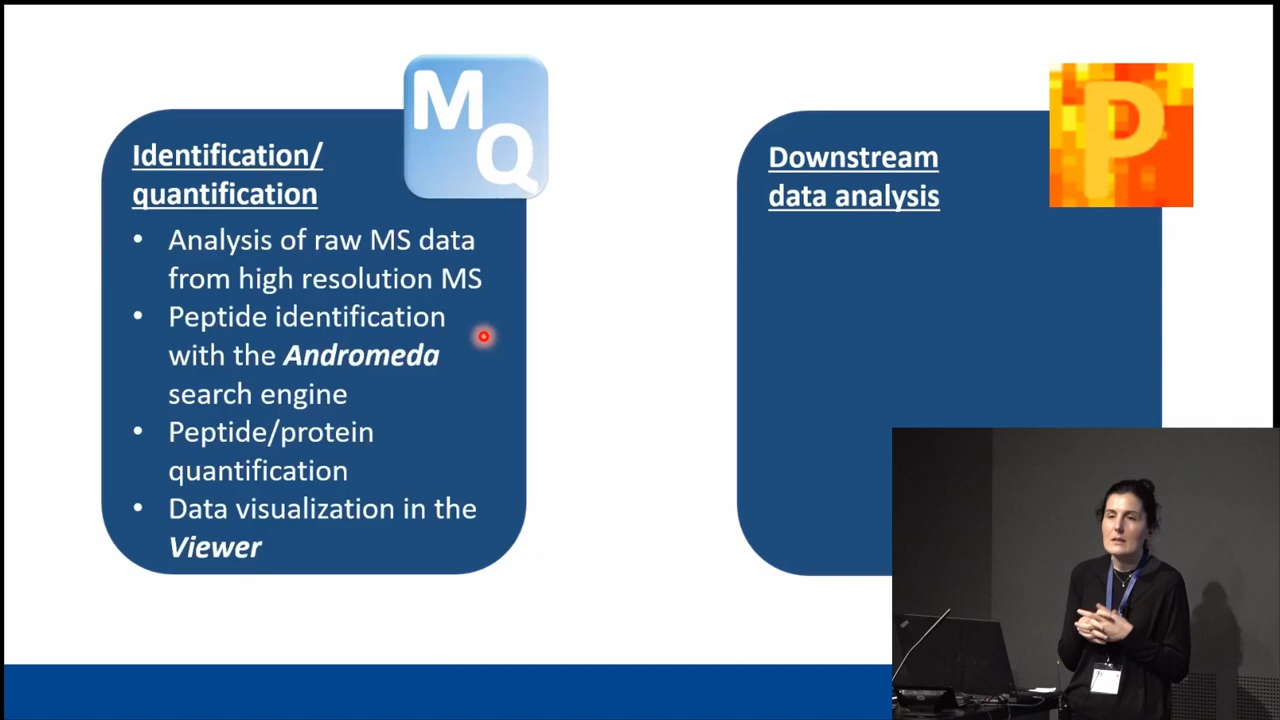 MQ
Identification/
quantification
• Analysis of raw MS data
from high resolution MS
• Peptide identification
with the Andromeda
search engine
• Peptide/protein
quantification
• Data visualization in the
Viewer
P
Downstream
data analysis